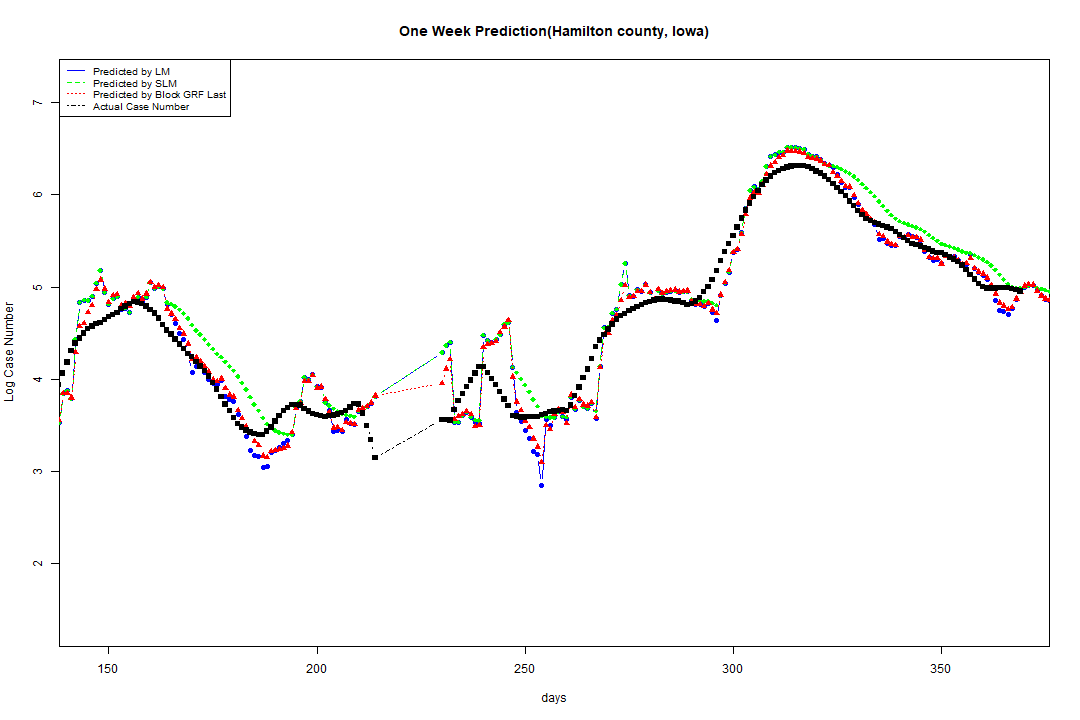 One Week Prediction(Hamilton county, Iowa)
Predicted by LM
Predicted by SLM
Predicted by Block GRF Last
Actual Case Number
7
6
5
4
3
2
Log Case Number
150 200 250 300 350
days